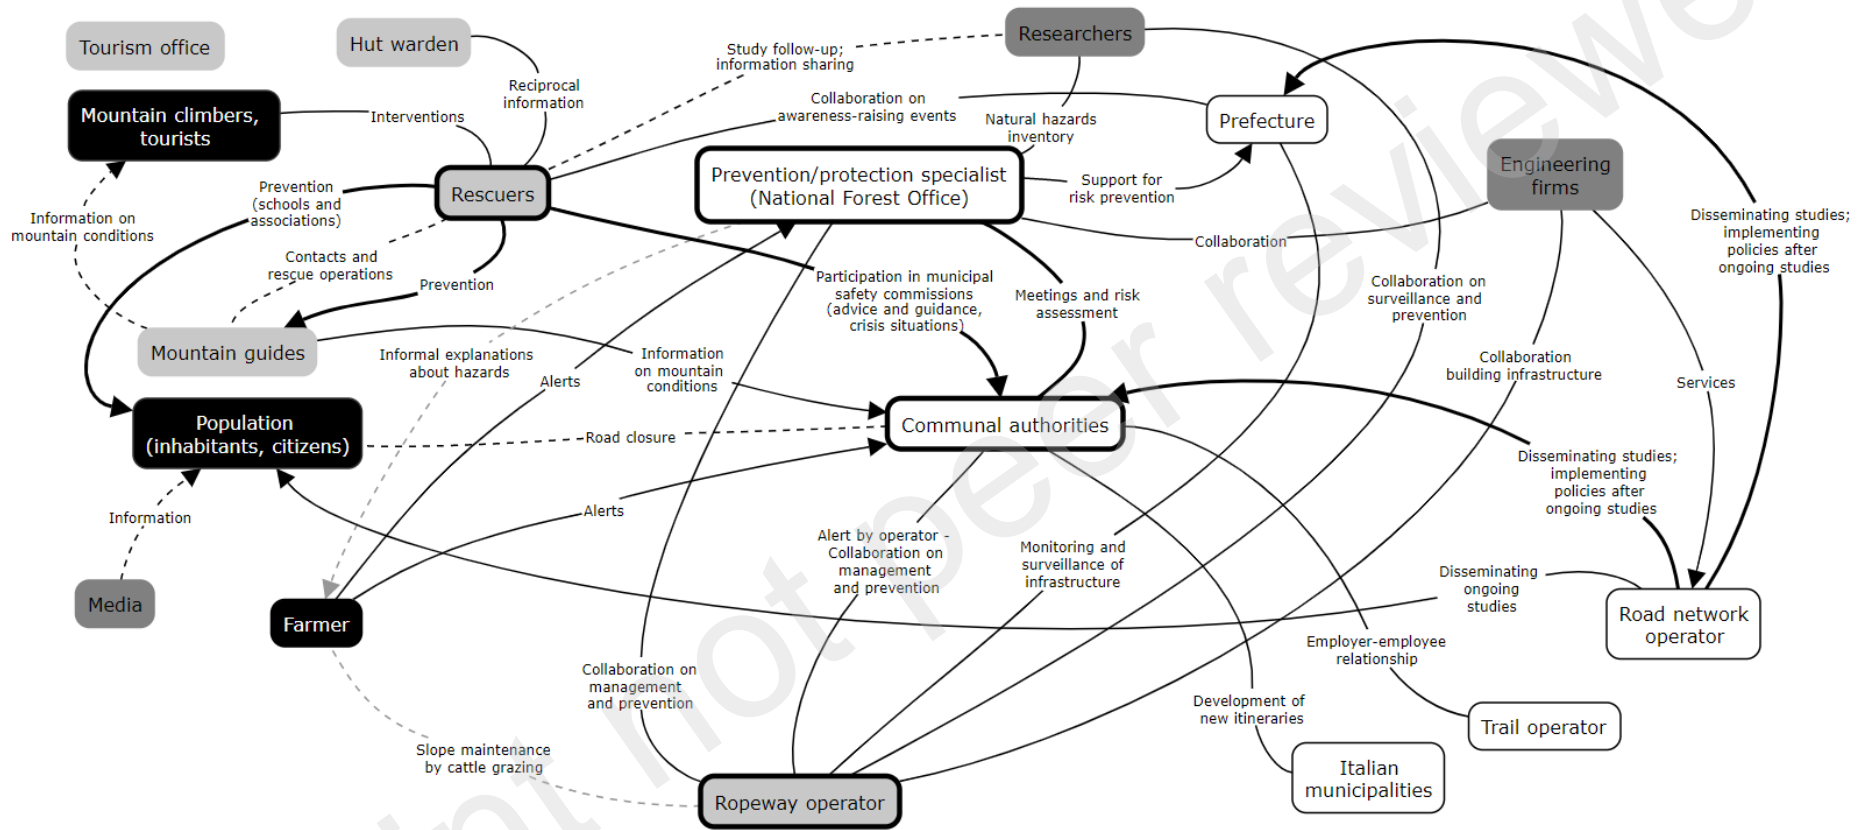 Tourism office
Hut warden
Researchers
Study follow-up;
information sharing
Reciprocal
information
Mountain climbers,
tourists
Interventions
Collaboration on
awareness-raising events
Natural hazards
inventory
Prefecture
Engineering
firms
Rescuers
Prevention/protection specialist
(National Forest Office)
Support for
risk prevention
Prevention
(schools and
associations)
Information on
mountain conditions
Contacts and
rescue operations
Prevention
Collaboration
Disseminating studies;
implementing
policies after
ongoing studies
Participation in municipal
safety commissions
(advice and guidance,
crisis situations)
Meetings and risk
assessment
Collaboration on
surveillance and
prevention
Mountain guides
Informal explanations
about hazards
Alerts
Information
on mountain
conditions
Collaboration
building infrastructure
Services
Population
(inhabitants, citizens)
Road closure
Communal authorities
Disseminating studies;
implementing
policies after
ongoing studies
Information
Alerts
Alert by operator -
Collaboration on
management
and prevention
Monitoring and
surveillance of
infrastructure
Disseminating
ongoing
studies
Media
Farmer
Road network
operator
Employer-employee
relationship
Collaboration on
management
and prevention
Development of
new itineraries
Trail operator
Slope maintenance
by cattle grazing
Ropeway operator
Italian
municipalities
not peer reviewe